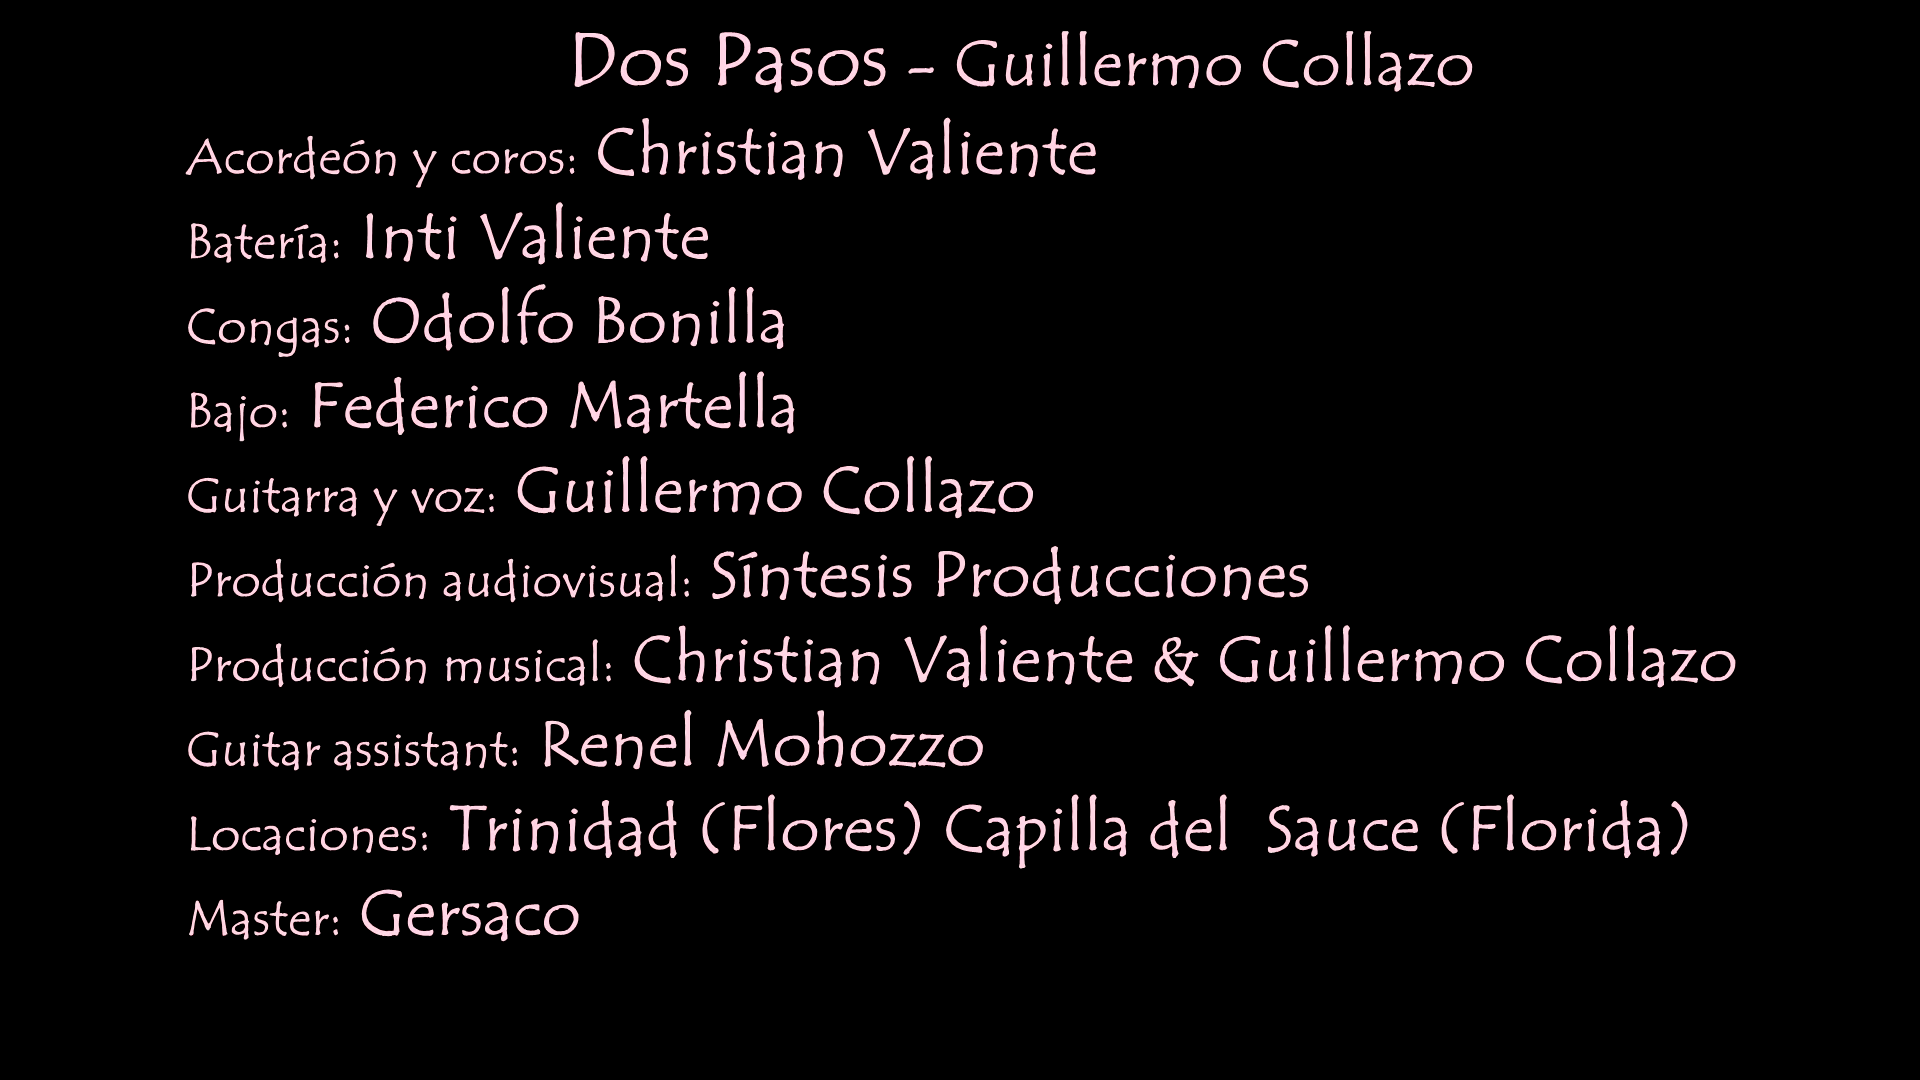 Dos Pasos - Guillermo Collazo
Acordeón y coros: Christian Valiente
Batería: Inti Valiente
Congas: Odolfo Bonilla
Bajo: Federico Martella
Guitarra y voz: Guillermo Collazo
Producción audiovisual: Síntesis Producciones
Producción musical: Christian Valiente & Guillermo Collazo
Guitar assistant: Renel Mohozzo
Locaciones: Trinidad (Flores) Capilla del  Sauce (Florida)
Master: Gersaco